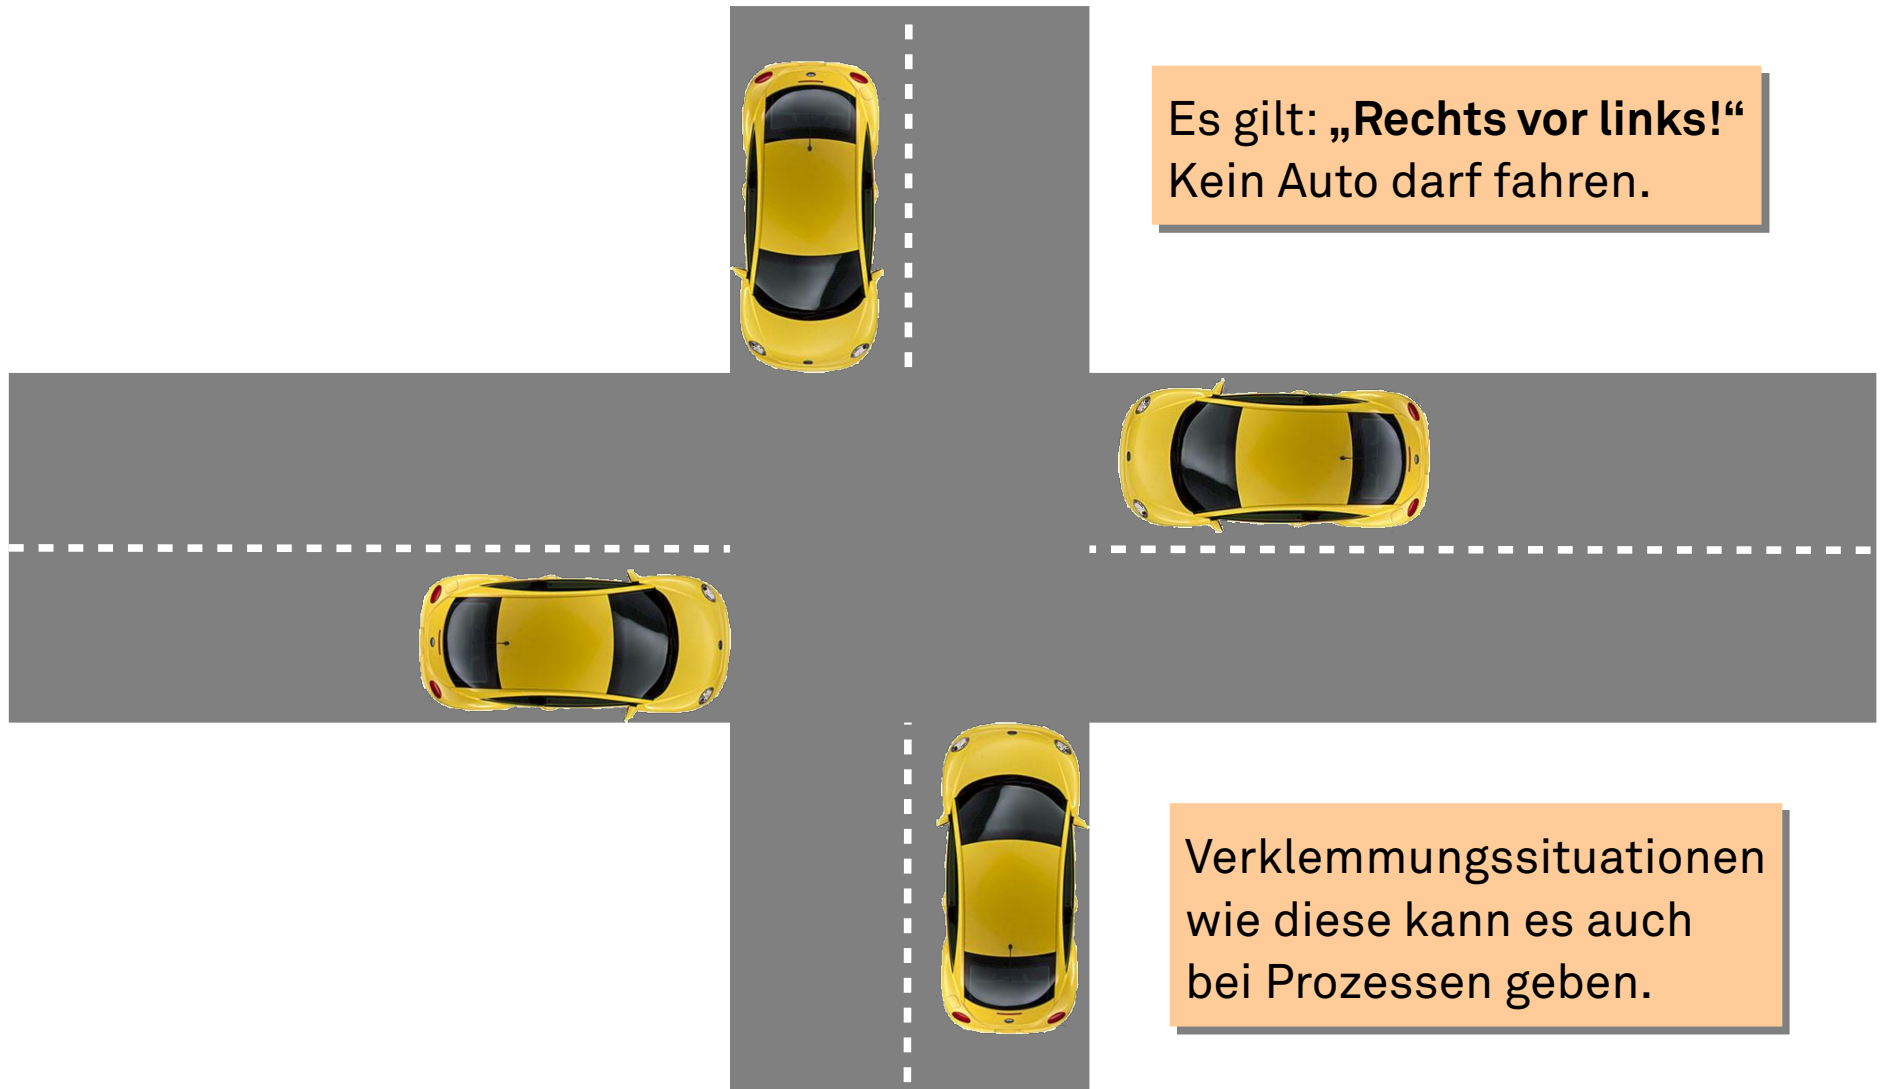 Es gilt: „Rechts vor links!“
Kein Auto darf fahren.
Verklemmungssituationen
wie diese kann es auch
bei Prozessen geben.